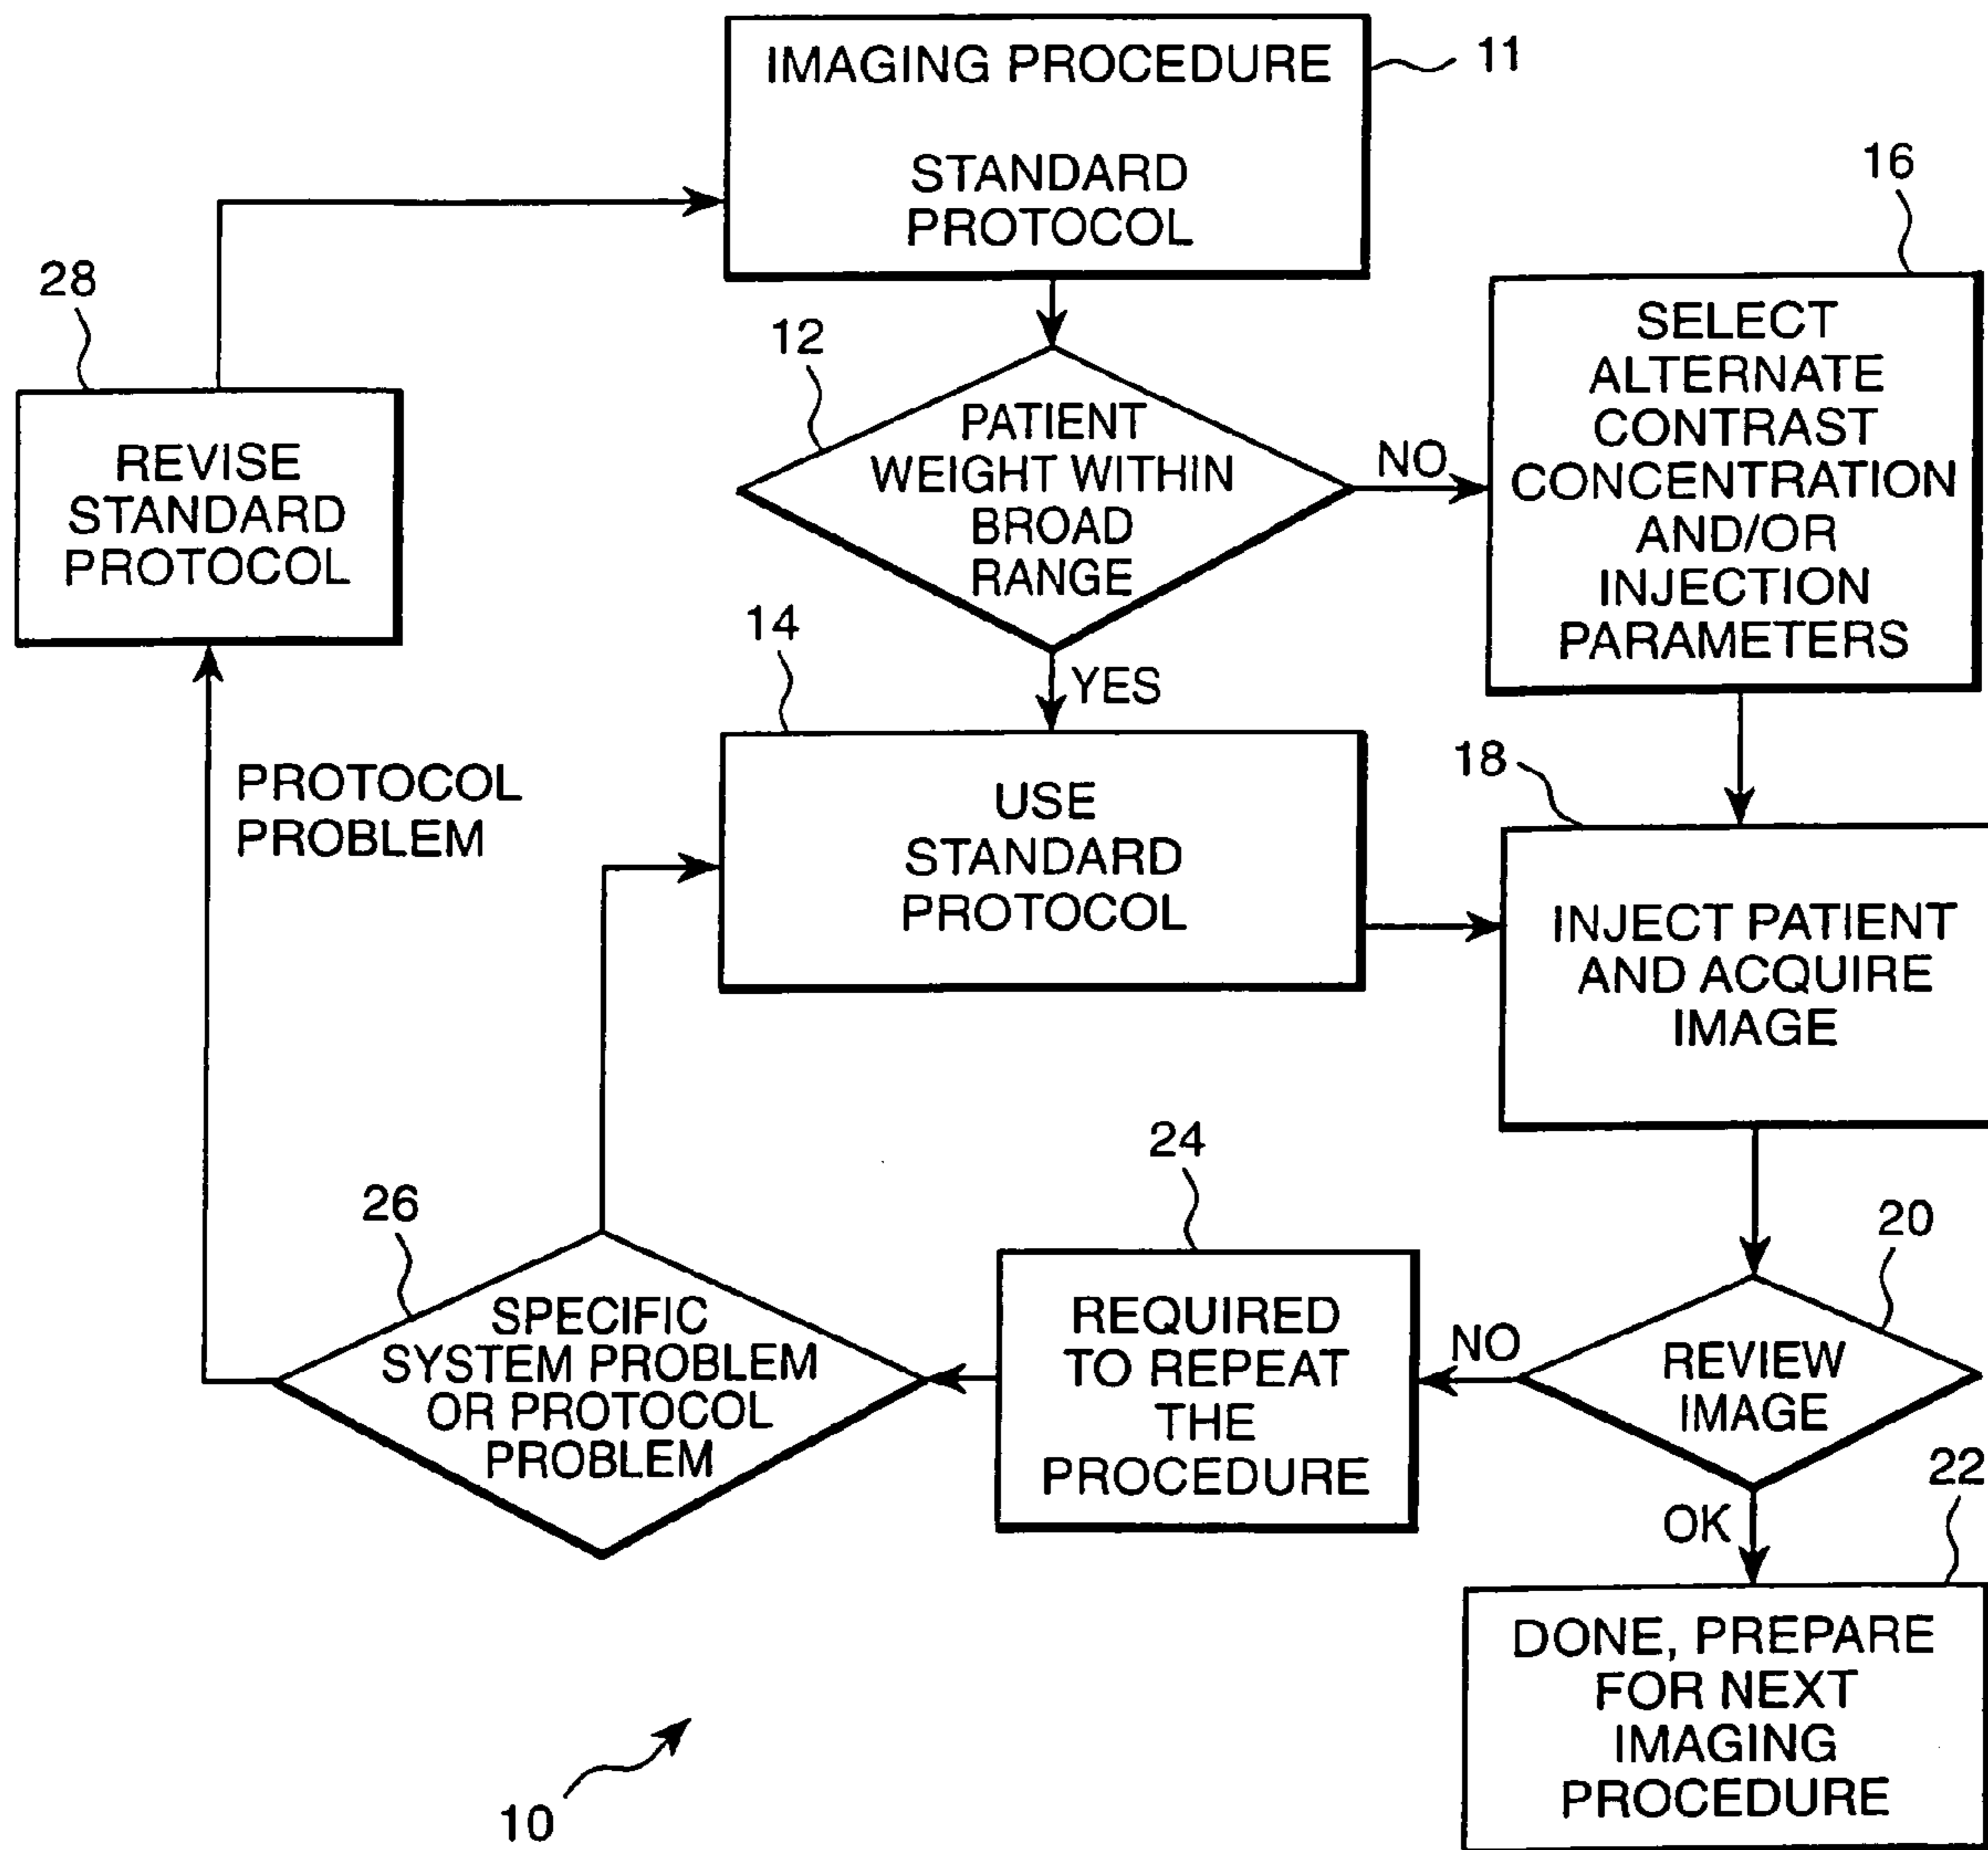 IMAGING PROCEDURE
STANDARD
PROTOCOL
11
16
SELECT
ALTERNATE
CONTRAST
CONCENTRATION
AND/OR
INJECTION
PARAMETERS
28
REVISE
STANDARD
PROTOCOL
12
PATIENT
WEIGHT WITHIN
BROAD
RANGE
NO
YES
14
USE
STANDARD
PROTOCOL
PROTOCOL
PROBLEM
18
INJECT PATIENT
AND ACQUIRE
IMAGE
26
SPECIFIC
SYSTEM PROBLEM
OR PROTOCOL
PROBLEM
24
REQUIRED
TO REPEAT
THE
PROCEDURE
NO
20
REVIEW
IMAGE
OK
22
DONE, PREPARE
FOR NEXT
IMAGING
PROCEDURE
10